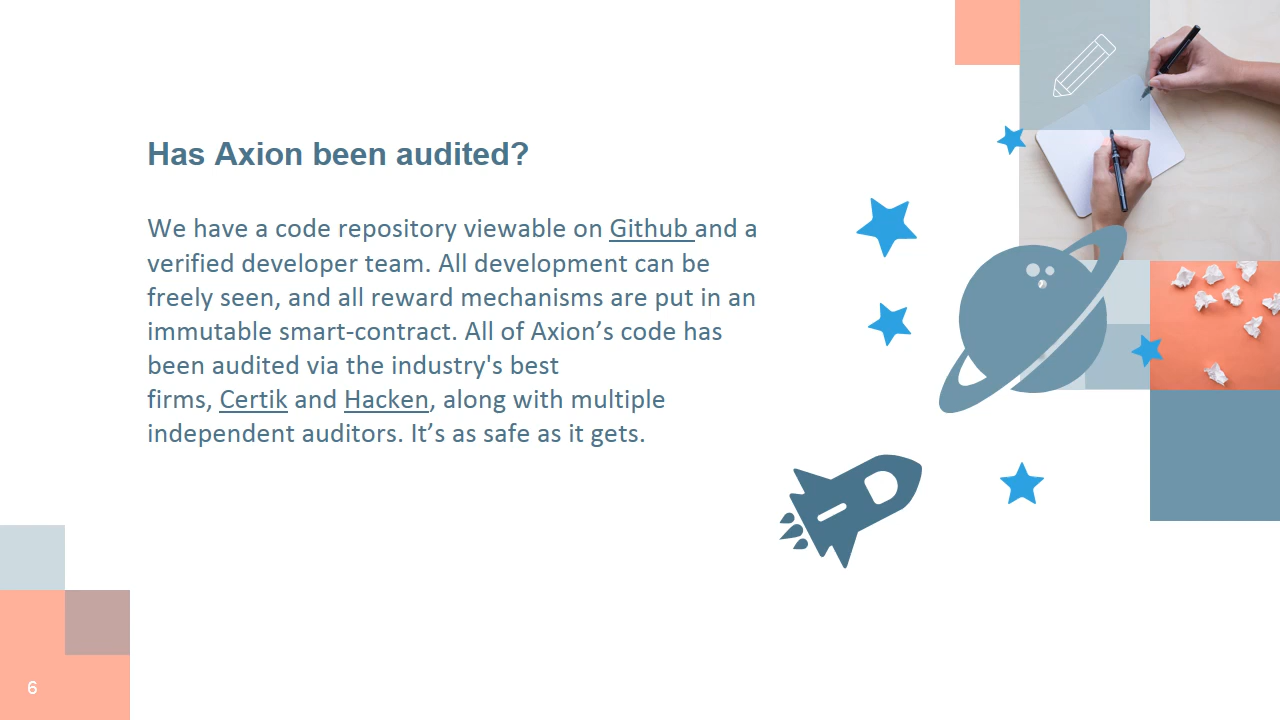 Has Axion been audited?
We have a code repository viewable on Github and a
verified developer team. All development can be
freely seen, and all reward mechanisms are put in an
immutable smart-contract. All of Axion’s code has
been audited via the industry's best
firms, Certik and Hacken, along with multiple
independent auditors. It’s as safe as it gets.
6